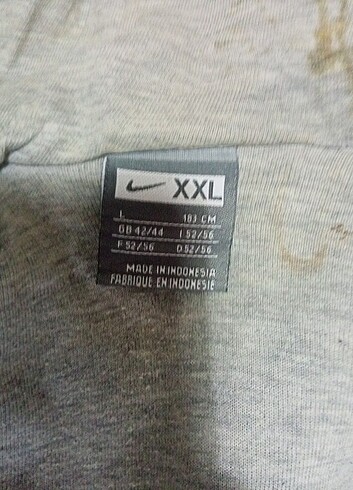 XXL
L 183 CM
GB 42/44 I 52/56
F 52/56 D 52/56
MADE IN INDONESIA
FABRIQUE EN INDONESIE